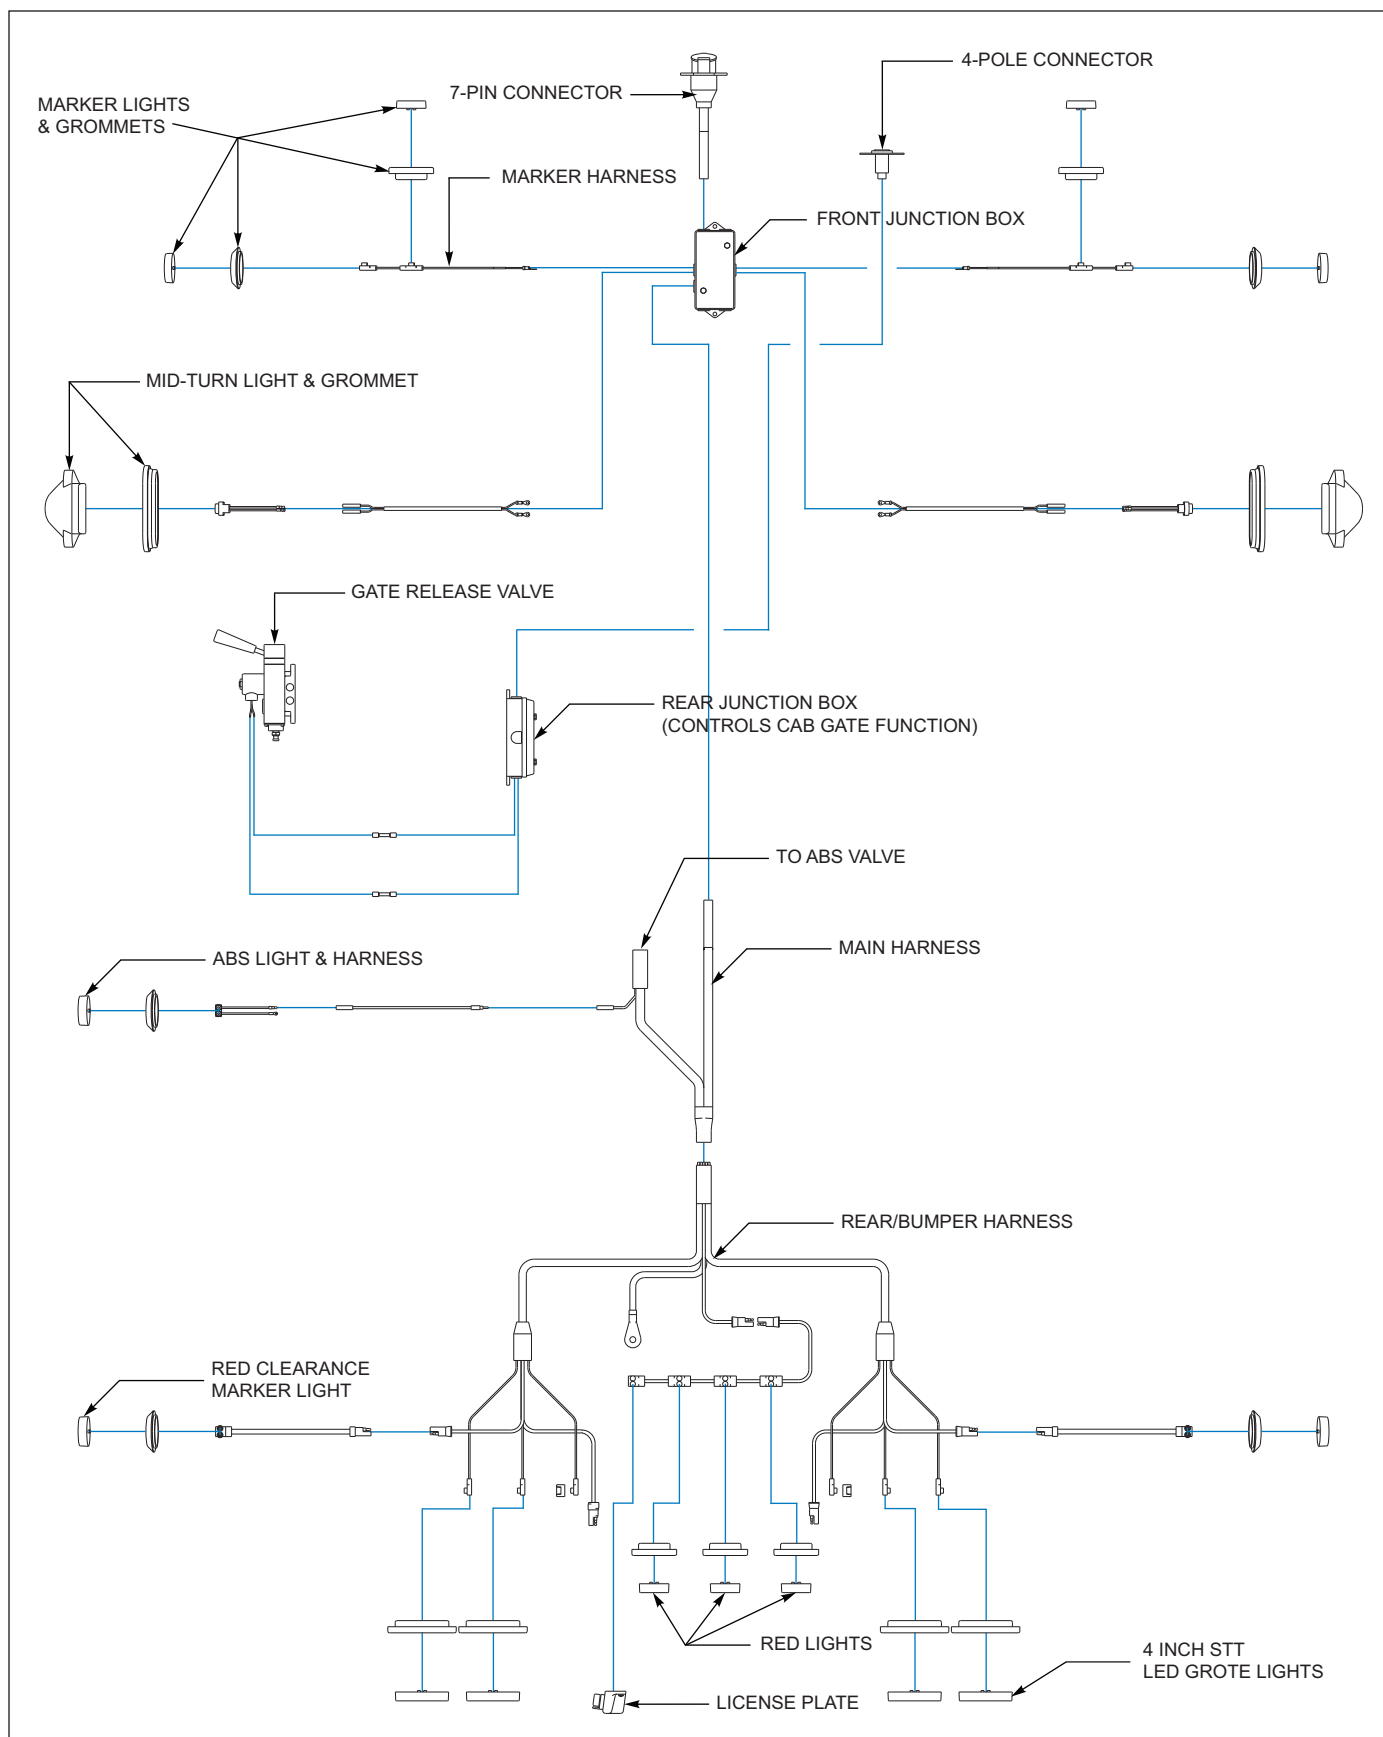 4-POLE CONNECTOR
7-PIN CONNECTOR
MARKER LIGHTS
& GROMMETS
MARKER HARNESS
FRONT JUNCTION BOX
MID-TURN LIGHT & GROMMET
GATE RELEASE VALVE
REAR JUNCTION BOX
(CONTROLS CAB GATE FUNCTION)
TO ABS VALVE
MAIN HARNESS
ABS LIGHT & HARNESS
REAR/BUMPER HARNESS
RED CLEARANCE
MARKER LIGHT
RED LIGHTS
4 INCH STT
LED GROTE LIGHTS
LICENSE PLATE